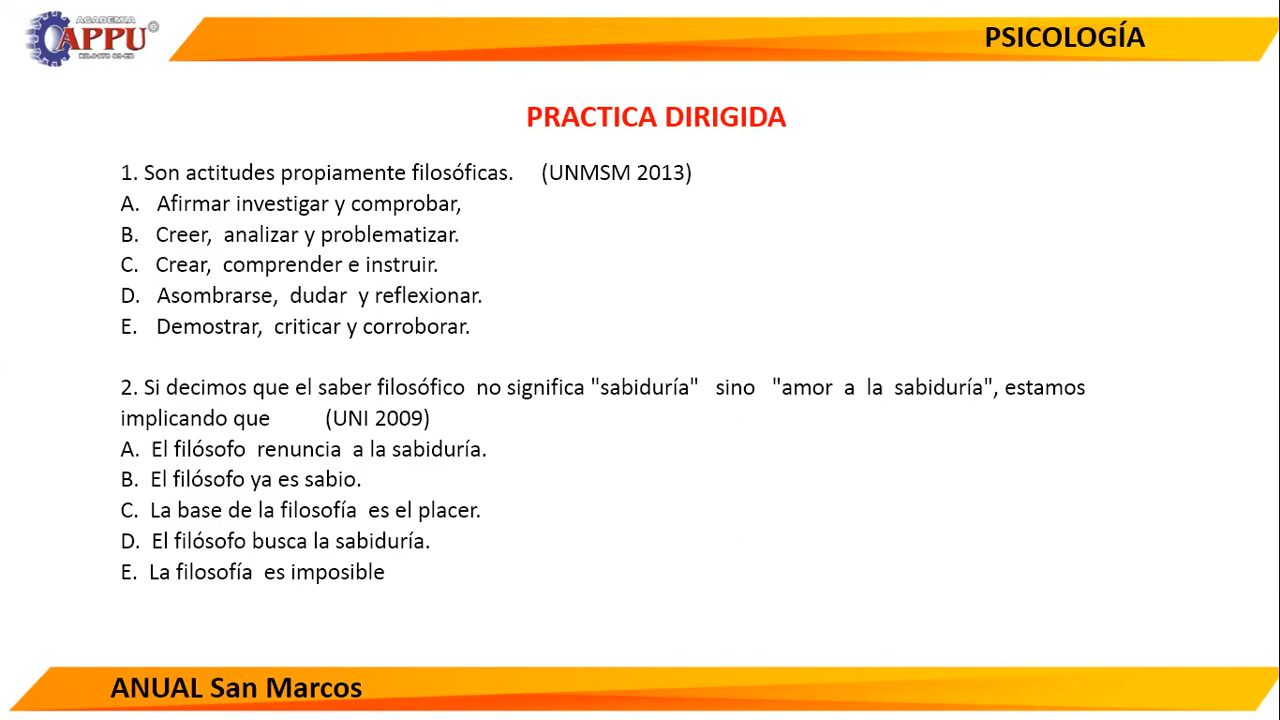 ACADEMIA
APPU
PSICOLOGÍA
PRACTICA DIRIGIDA
1. Son actitudes propiamente filosóficas. (UNMSM 2013)
A. Afirmar investigar y comprobar,
B. Creer, analizar y problematizar.
C. Crear, comprender e instruir.
D. Asombrarse, dudar y reflexionar.
E. Demostrar, criticar y corroborar.
2. Si decimos que el saber filosófico no significa "sabiduría" sino "amor a la sabiduría", estamos
implicando que (UNI 2009)
A. El filósofo renuncia a la sabiduría.
B. El filósofo ya es sabio.
C. La base de la filosofía es el placer.
D. El filósofo busca la sabiduría.
E. La filosofía es imposible
ANUAL San Marcos